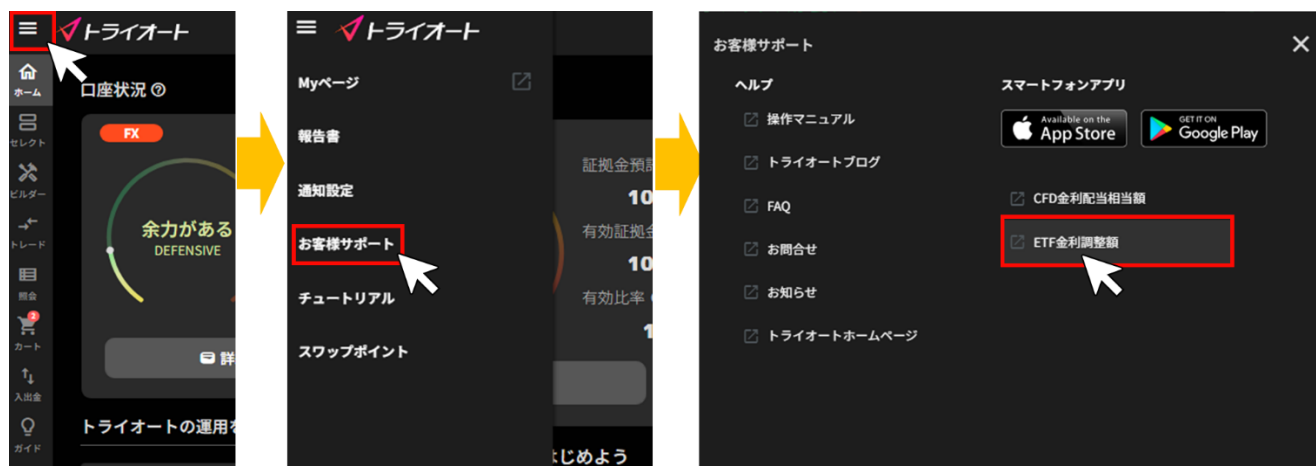 トライオート
ホーム
セレクト
ビルダー
トレード
照会
2
カート
入出金
ガイド
口座状況
FX
余力がある
DEFENSIVE
詳
トライオートの運用を
トライオート
Myページ
報告書
通知設定
お客様サポート
チュートリアル
スワップポイント
証拠金預
10
有効証拠金
10
有効比率
1
はじめよう
お客様サポート
ヘルプ
操作マニュアル
トライオートブログ
FAQ
お問合せ
お知らせ
トライオートホームページ
スマートフォンアプリ
Available on the
App Store
GET IT ON
Google Play
CFD金利配当相当額
ETF金利調整額